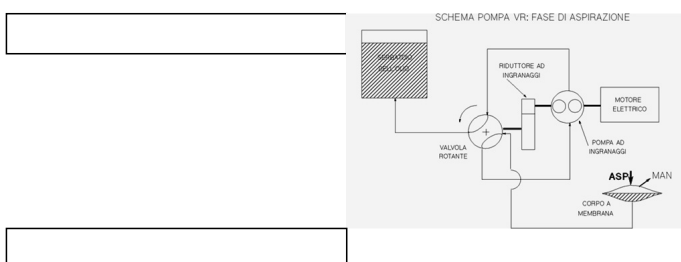 SCHEMA POMPA VR: FASE DI ASPIRAZIONE
SERBATOIO
DELL'OLIO
RIDUTTORE AD
INGRANAGGI
MOTORE
ELETTRICO
VALVOLA
ROTANTE
POMPA AD
INGRANAGGI
ASP
MAN
CORPO A
MEMBRANA